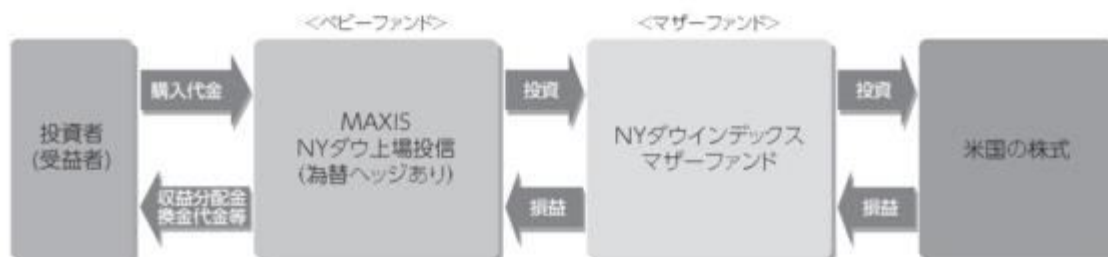 <ベビーファンド>
<マザーファンド>
投資者
(受益者)
購入代金
収益分配金
換金代金等
MAXIS
NYダウ上場投信
(為替ヘッジあり)
投資
損益
NYダウインデックス
マザーファンド
投資
損益
米国の株式